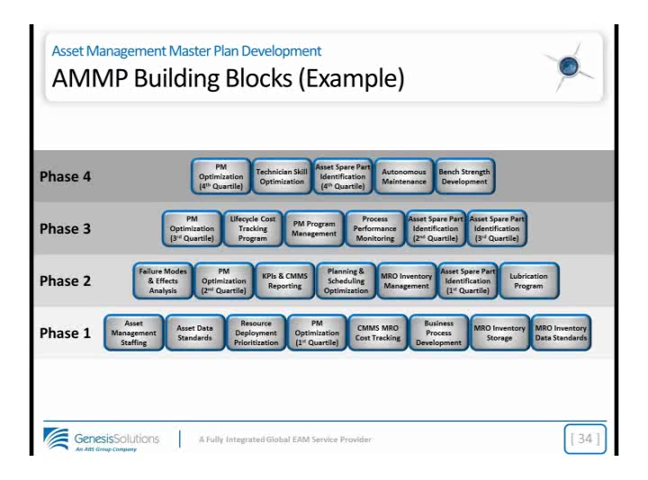 Asset Management Master Plan Development
AMMP Building Blocks (Example)
Phase 4
PM
Optimization
(4th Quartile)
Technician Skill
Optimization
Asset Spare Part
Identification
(4th Quartile)
Autonomous
Maintenance
Bench Strength
Development
Phase 3
PM
Optimization
(3rd Quartile)
Lifecycle Cost
Tracking
Program
PM Program
Management
Process
Performance
Monitoring
Asset Spare Part
Identification
(2nd Quartile)
Asset Spare Part
Identification
(3rd Quartile)
Phase 2
Failure Modes
& Effects
Analysis
PM
Optimization
(2nd Quartile)
KPIs & CMMS
Reporting
Planning &
Scheduling
Optimization
MRO Inventory
Management
Asset Spare Part
Identification
(1st Quartile)
Lubrication
Program
Phase 1
Asset
Management
Staffing
Asset Data
Standards
Resource
Deployment
Prioritization
PM
Optimization
(1st Quartile)
CMMS MRO
Cost Tracking
Business
Process
Development
MRO Inventory
Storage
MRO Inventory
Data Standards
GenesisSolutions
An ABS Group Company
A Fully Integrated Global EAM Service Provider
[ 34 ]